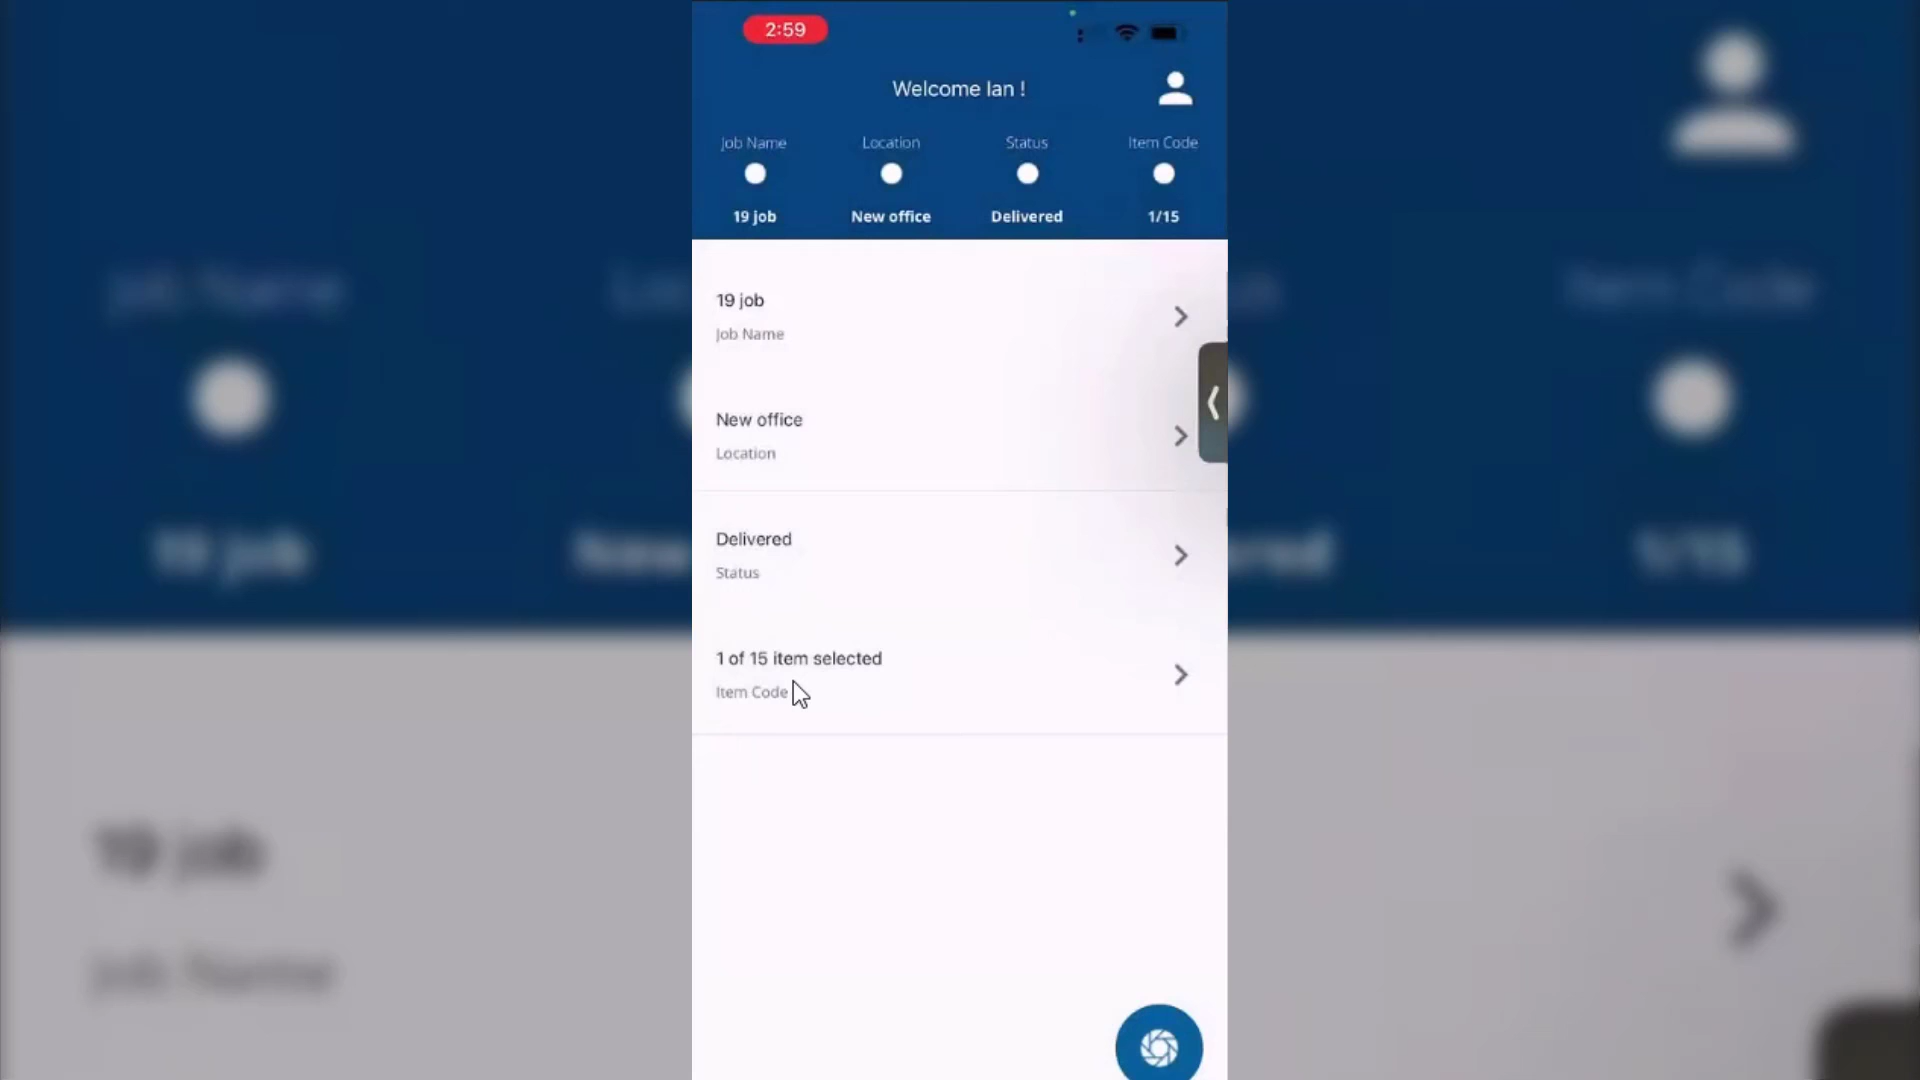 2:59
Welcome Ian !
Job Name Location Status Item Code
19 job New office Delivered 1/15
19 job
Job Name
New office
Location
Delivered
Status
1 of 15 item selected
Item Code